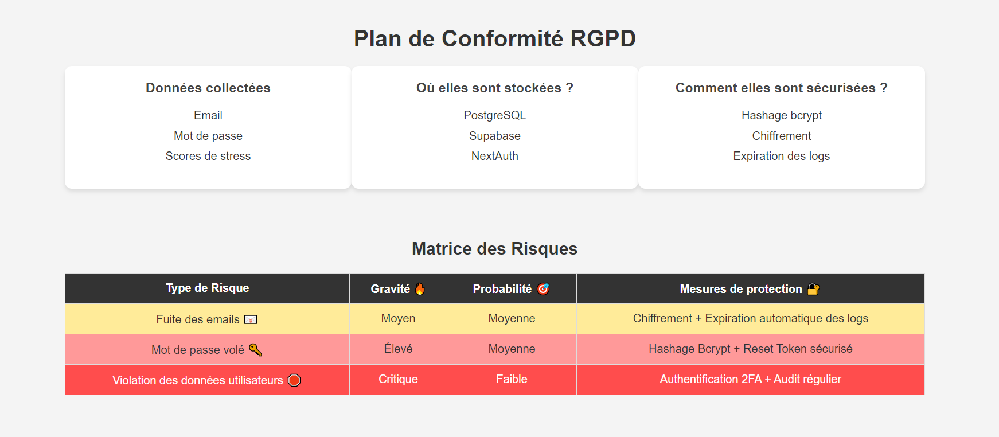 Plan de Conformité RGPD
Données collectées
Email
Mot de passe
Scores de stress
Où elles sont stockées ?
PostgreSQL
Supabase
NextAuth
Comment elles sont sécurisées ?
Hashage bcrypt
Chiffrement
Expiration des logs
Matrice des Risques
Type de Risque Gravité 🔥 Probabilité 🎯 Mesures de protection 🔐
Fuite des emails 💌 Moyen Moyenne Chiffrement + Expiration automatique des logs
Mot de passe volé 🔑 Élevé Moyenne Hashage Bcrypt + Reset Token sécurisé
Violation des données utilisateurs 🛑 Critique Faible Authentification 2FA + Audit régulier